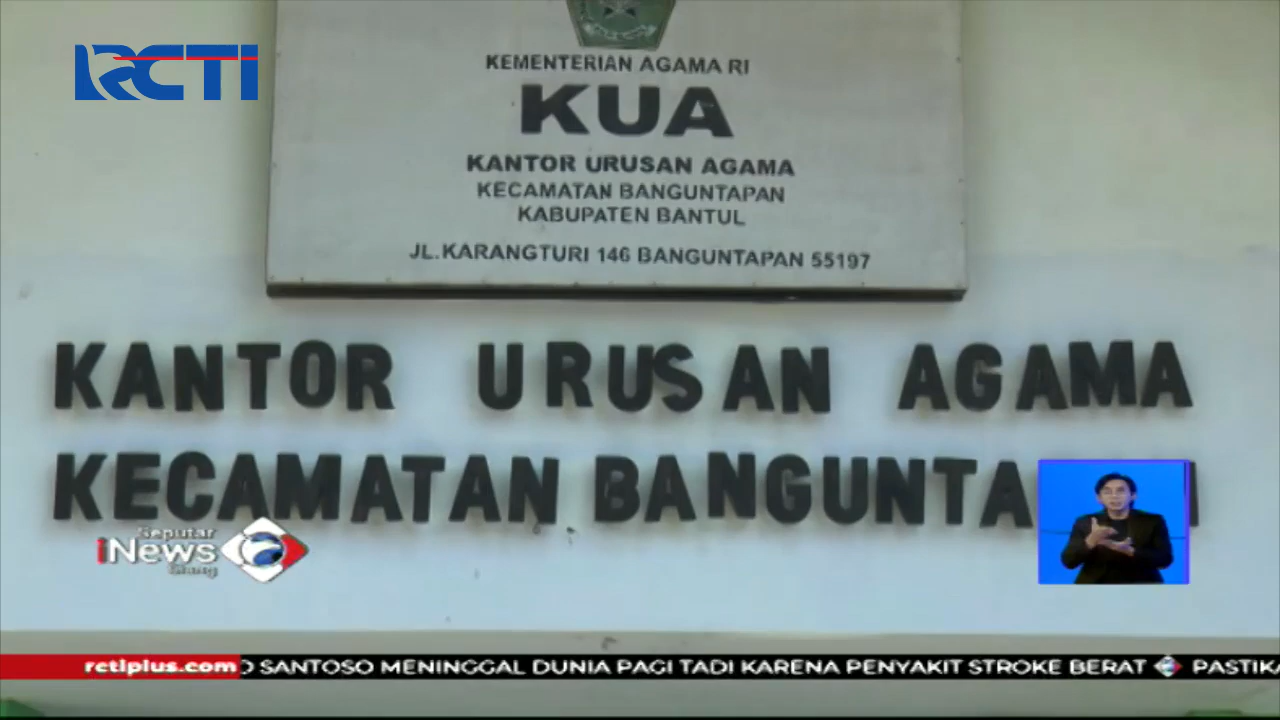 RCTI
KEMENTERIAN AGAMA RI
KUA
KANTOR URUSAN AGAMA
KECAMATAN BANGUNTAPAN
KABUPATEN BANTUL
JL.KARANGTURI 146 BANGUNTAPAN 55197
KANTOR URUSAN AGAMA
KECAMATAN BANGUNTA
Seputar
iNews
Siang
rctiplus.com
O SANTOSO MENINGGAL DUNIA PAGI TADI KARENA PENYAKIT STROKE BERAT PASTIKA